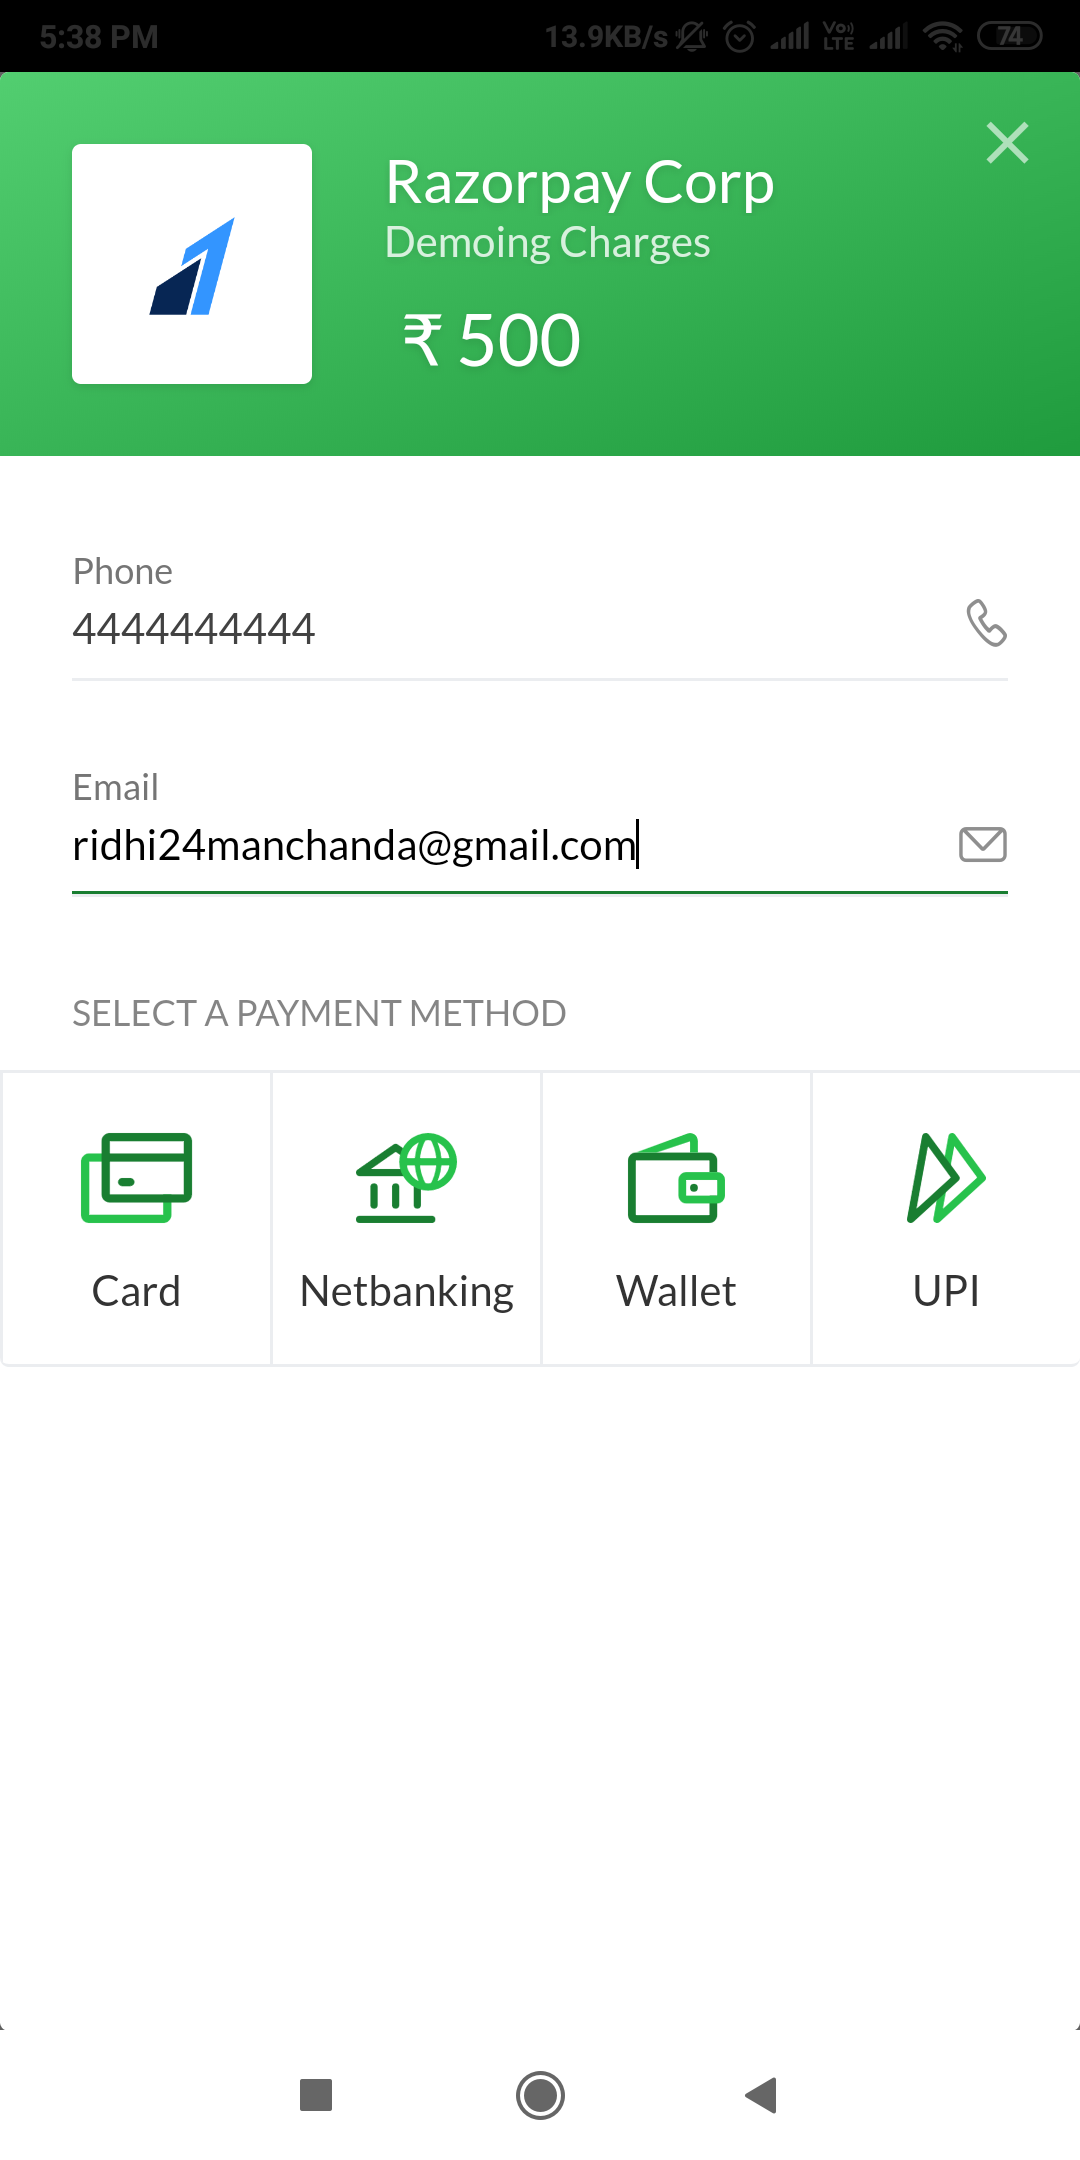 5:38 PM 13.9KB/s Vo LTE 74
Razorpay Corp
Demoing Charges
₹ 500
Phone
4444444444
Email
ridhi24manchanda@gmail.com
SELECT A PAYMENT METHOD
Card Netbanking Wallet UPI